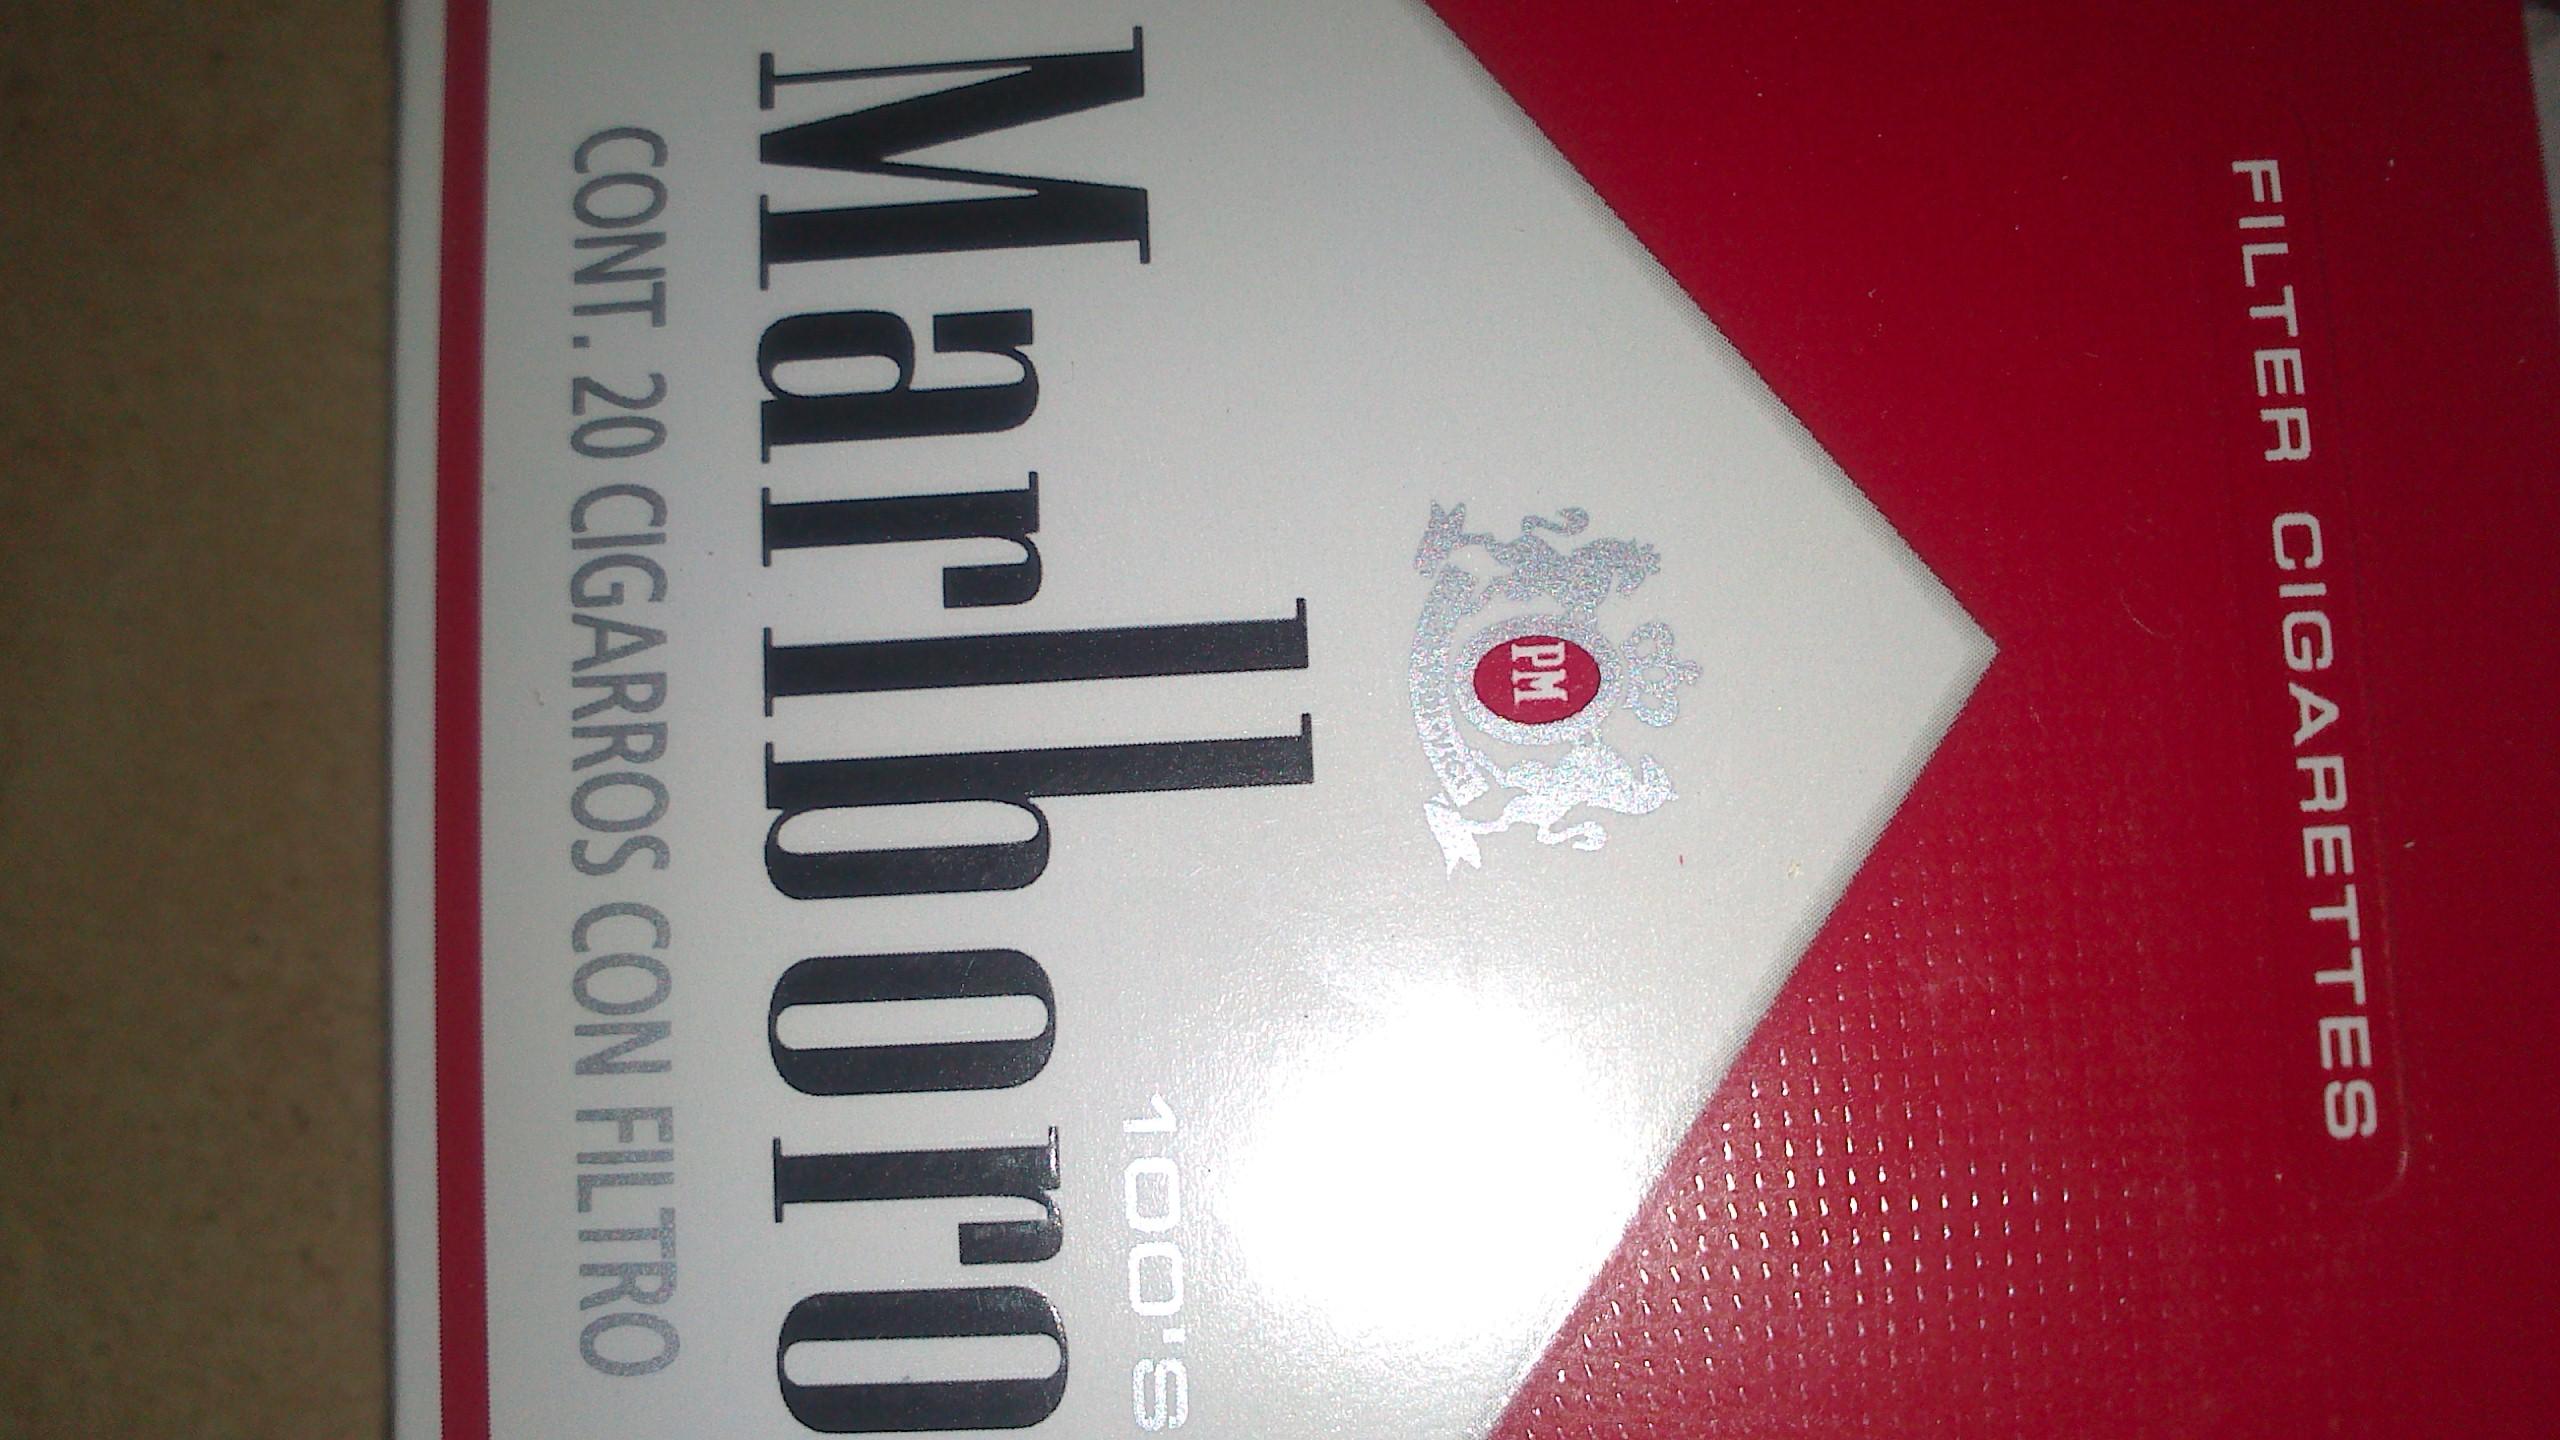 FILTER CIGARETTES
PM
100'S
Marlboro
CONT. 20 CIGARROS CON FILTRO